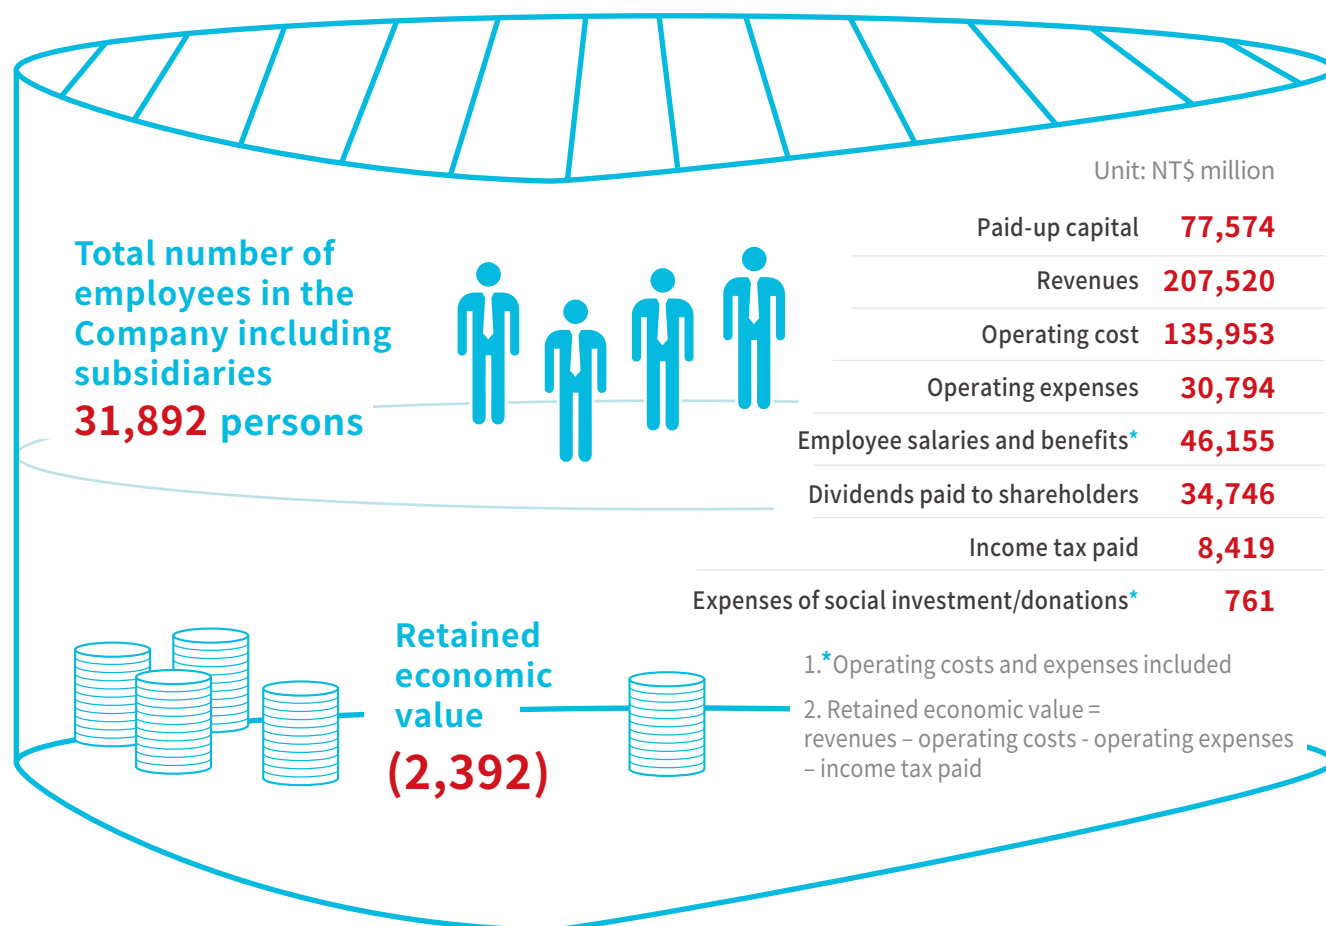 Unit: NT$ million
Total number of
employees in the
Company including
subsidiaries
31,892 persons
Paid-up capital 77,574
Revenues 207,520
Operating cost 135,953
Operating expenses 30,794
Employee salaries and benefits* 46,155
Dividends paid to shareholders 34,746
Income tax paid 8,419
Expenses of social investment/donations* 761
Retained
economic
value
(2,392)
1.*Operating costs and expenses included
2. Retained economic value =
revenues – operating costs - operating expenses
– income tax paid